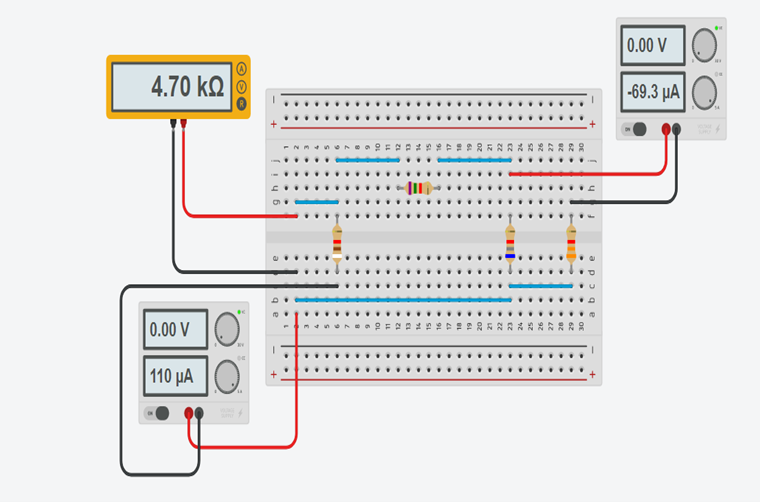 4.70 kΩ
A
V
R
0.00 V
-69.3 µA
ON
1 2 3 4 5 6 7 8 9 10 11 12 13 14 15 16 17 18 19 20 21 22 23 24 25 26 27 28 29 30
j j
i i
h h
g g
f f
e e
d d
c c
b b
a a
1 2 3 4 5 6 7 8 9 10 11 12 13 14 15 16 17 18 19 20 21 22 23 24 25 26 27 28 29 30
0.00 V
110 µA
ON